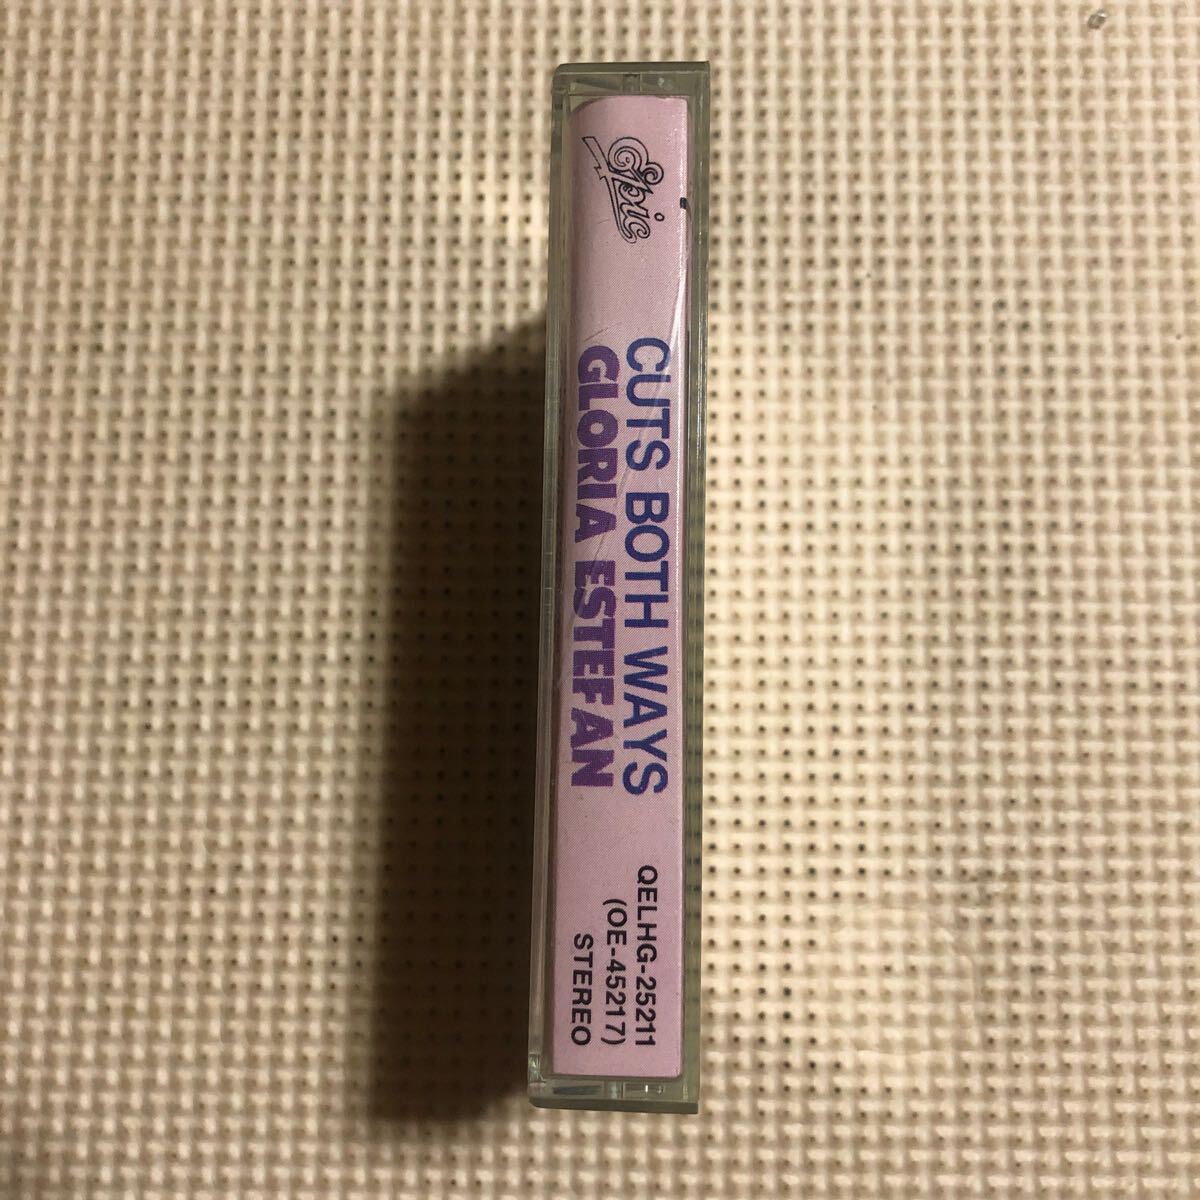 Epic
CUTS BOTH WAYS
GLORIA ESTEFAN
QELHG-25211
(OE-45217)
STEREO